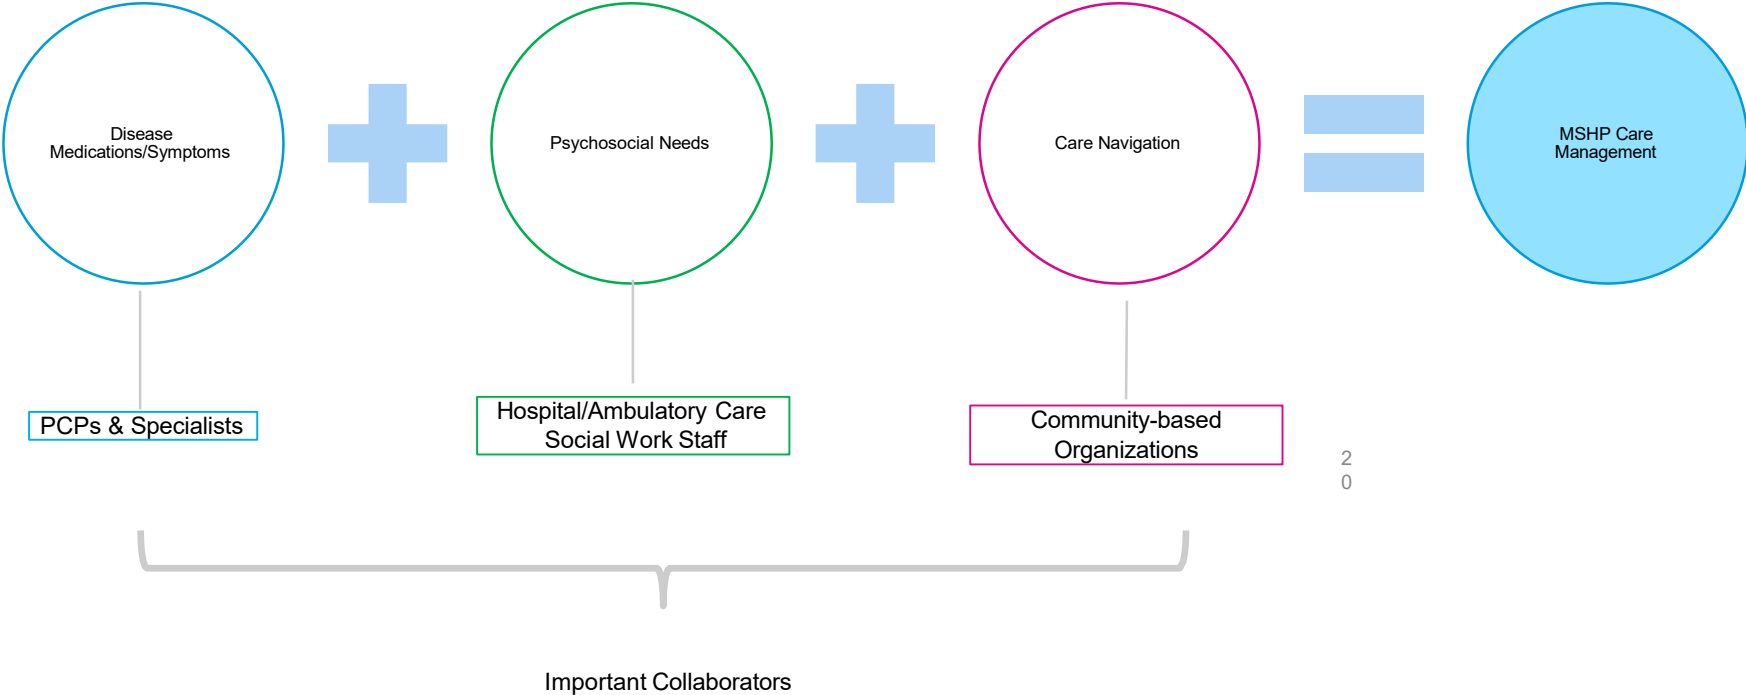 Disease
Medications/Symptoms
Psychosocial Needs
Care Navigation
MSHP Care
Management
PCPs & Specialists
Hospital/Ambulatory Care
Social Work Staff
Community-based
Organizations
2
0
Important Collaborators